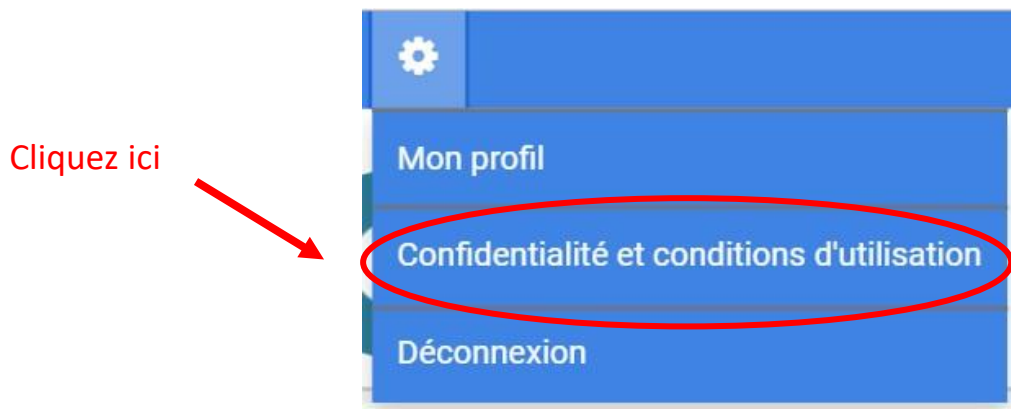 Cliquez ici
Mon profil
Confidentialité et conditions d'utilisation
Déconnexion